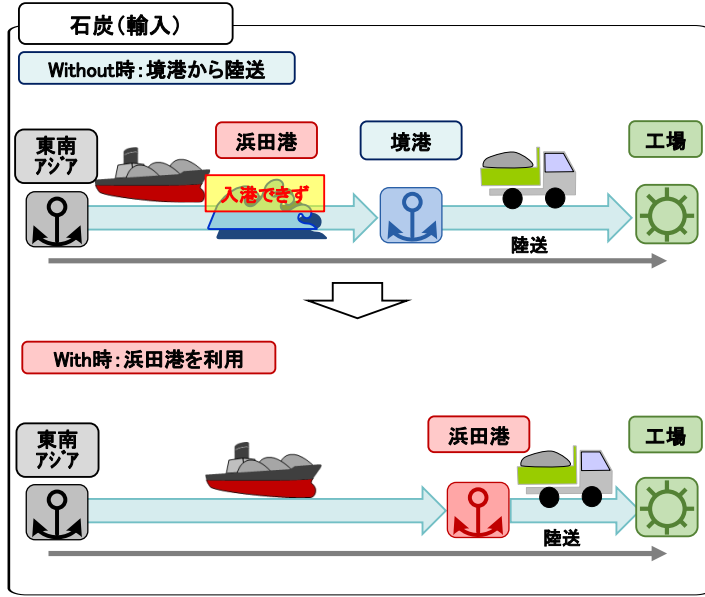 石炭（輸入）
Without時：境港から陸送
東南
アジア
浜田港
境港
工場
入港できず
陸送
With時：浜田港を利用
東南
アジア
浜田港
工場
陸送